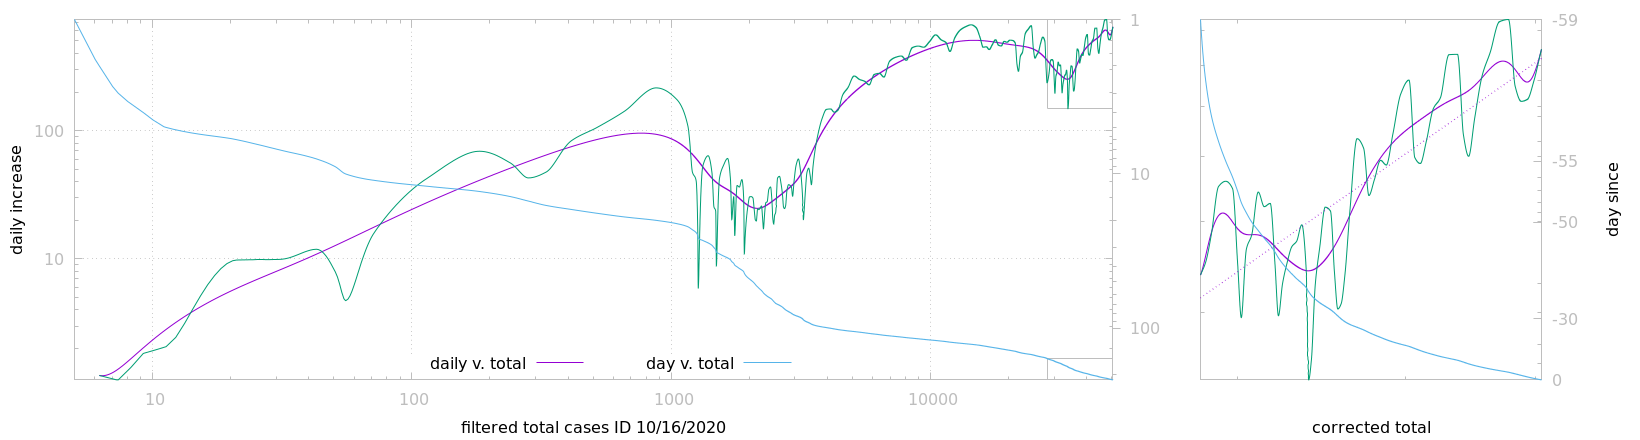 daily increase
100
10
daily v. total
day v. total
10
100
1000
10000
filtered total cases ID 10/16/2020
1
10
100
-59
-55
-50
-30
0
day since
corrected total